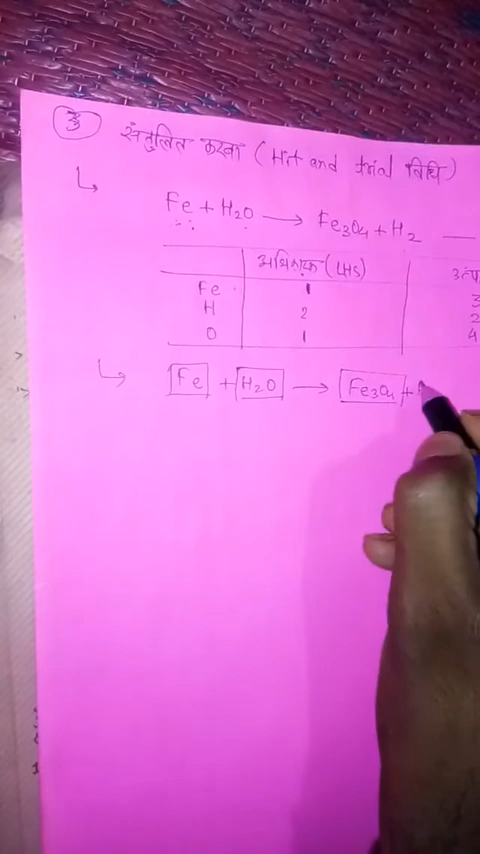 3 संतुलित करना (Hit and trial विधि)
Fe + H2O → Fe3O4 + H2
अभिकारक (LHS) उत्पा
Fe 1 3
H 2 2
O 1 4
Fe + H2O → Fe3O4 +